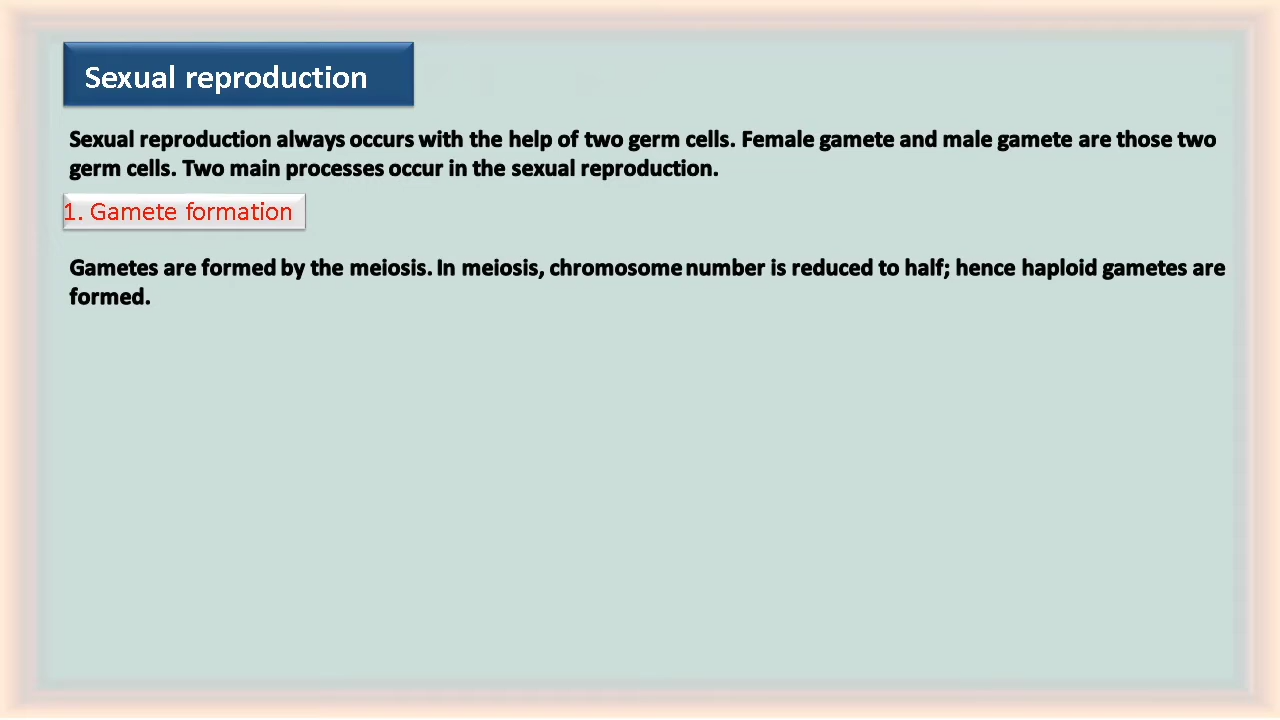 Sexual reproduction
Sexual reproduction always occurs with the help of two germ cells. Female gamete and male gamete are those two
germ cells. Two main processes occur in the sexual reproduction.
1. Gamete formation
Gametes are formed by the meiosis. In meiosis, chromosome number is reduced to half; hence haploid gametes are
formed.